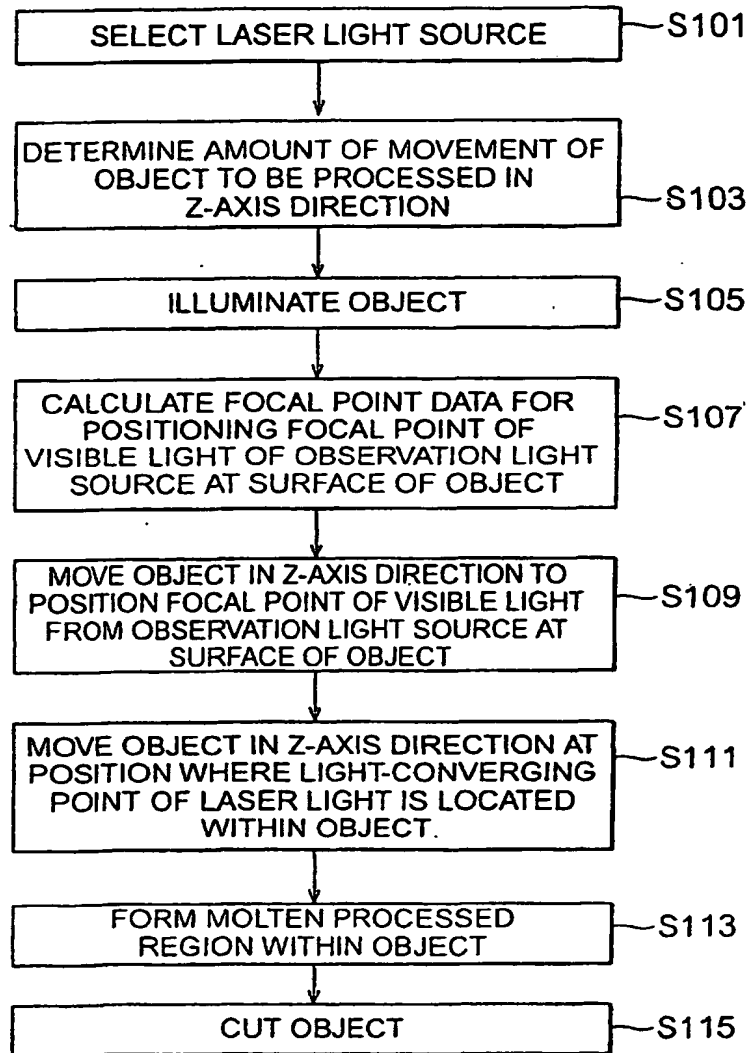 SELECT LASER LIGHT SOURCE
S101
DETERMINE AMOUNT OF MOVEMENT OF
OBJECT TO BE PROCESSED IN
Z-AXIS DIRECTION
S103
ILLUMINATE OBJECT
S105
CALCULATE FOCAL POINT DATA FOR
POSITIONING FOCAL POINT OF
VISIBLE LIGHT OF OBSERVATION LIGHT
SOURCE AT SURFACE OF OBJECT
S107
MOVE OBJECT IN Z-AXIS DIRECTION TO
POSITION FOCAL POINT OF VISIBLE LIGHT
FROM OBSERVATION LIGHT SOURCE AT
SURFACE OF OBJECT
S109
MOVE OBJECT IN Z-AXIS DIRECTION AT
POSITION WHERE LIGHT-CONVERGING
POINT OF LASER LIGHT IS LOCATED
WITHIN OBJECT.
S111
FORM MOLTEN PROCESSED
REGION WITHIN OBJECT
S113
CUT OBJECT
S115